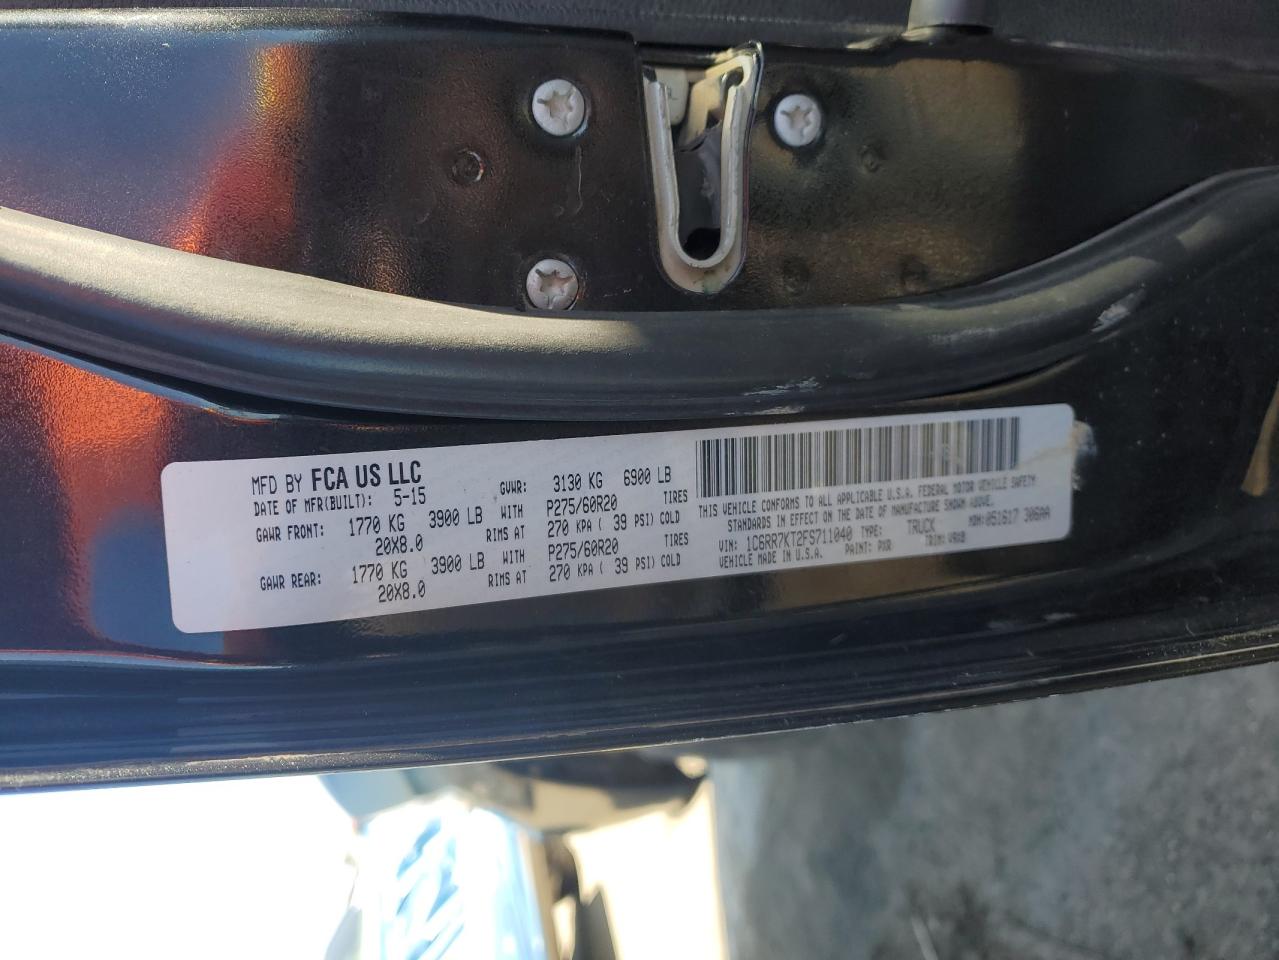 MFD BY FCA US LLC
DATE OF MFR(BUILT): 5-15 GVWR: 3130 KG 6900 LB
GAWR FRONT: 1770 KG 3900 LB WITH P275/60R20 TIRES
20X8.0 RIMS AT 270 KPA ( 39 PSI) COLD
GAWR REAR: 1770 KG 3900 LB WITH P275/60R20 TIRES
20X8.0 RIMS AT 270 KPA ( 39 PSI) COLD
THIS VEHICLE CONFORMS TO ALL APPLICABLE U.S.A. FEDERAL MOTOR VEHICLE SAFETY
STANDARDS IN EFFECT ON THE DATE OF MANUFACTURE SHOWN ABOVE.
VIN: 1C6RR7KT2FS711040 TYPE: TRUCK MDH:051617 306AA
VEHICLE MADE IN U.S.A. PAINT: PXR TRIM: